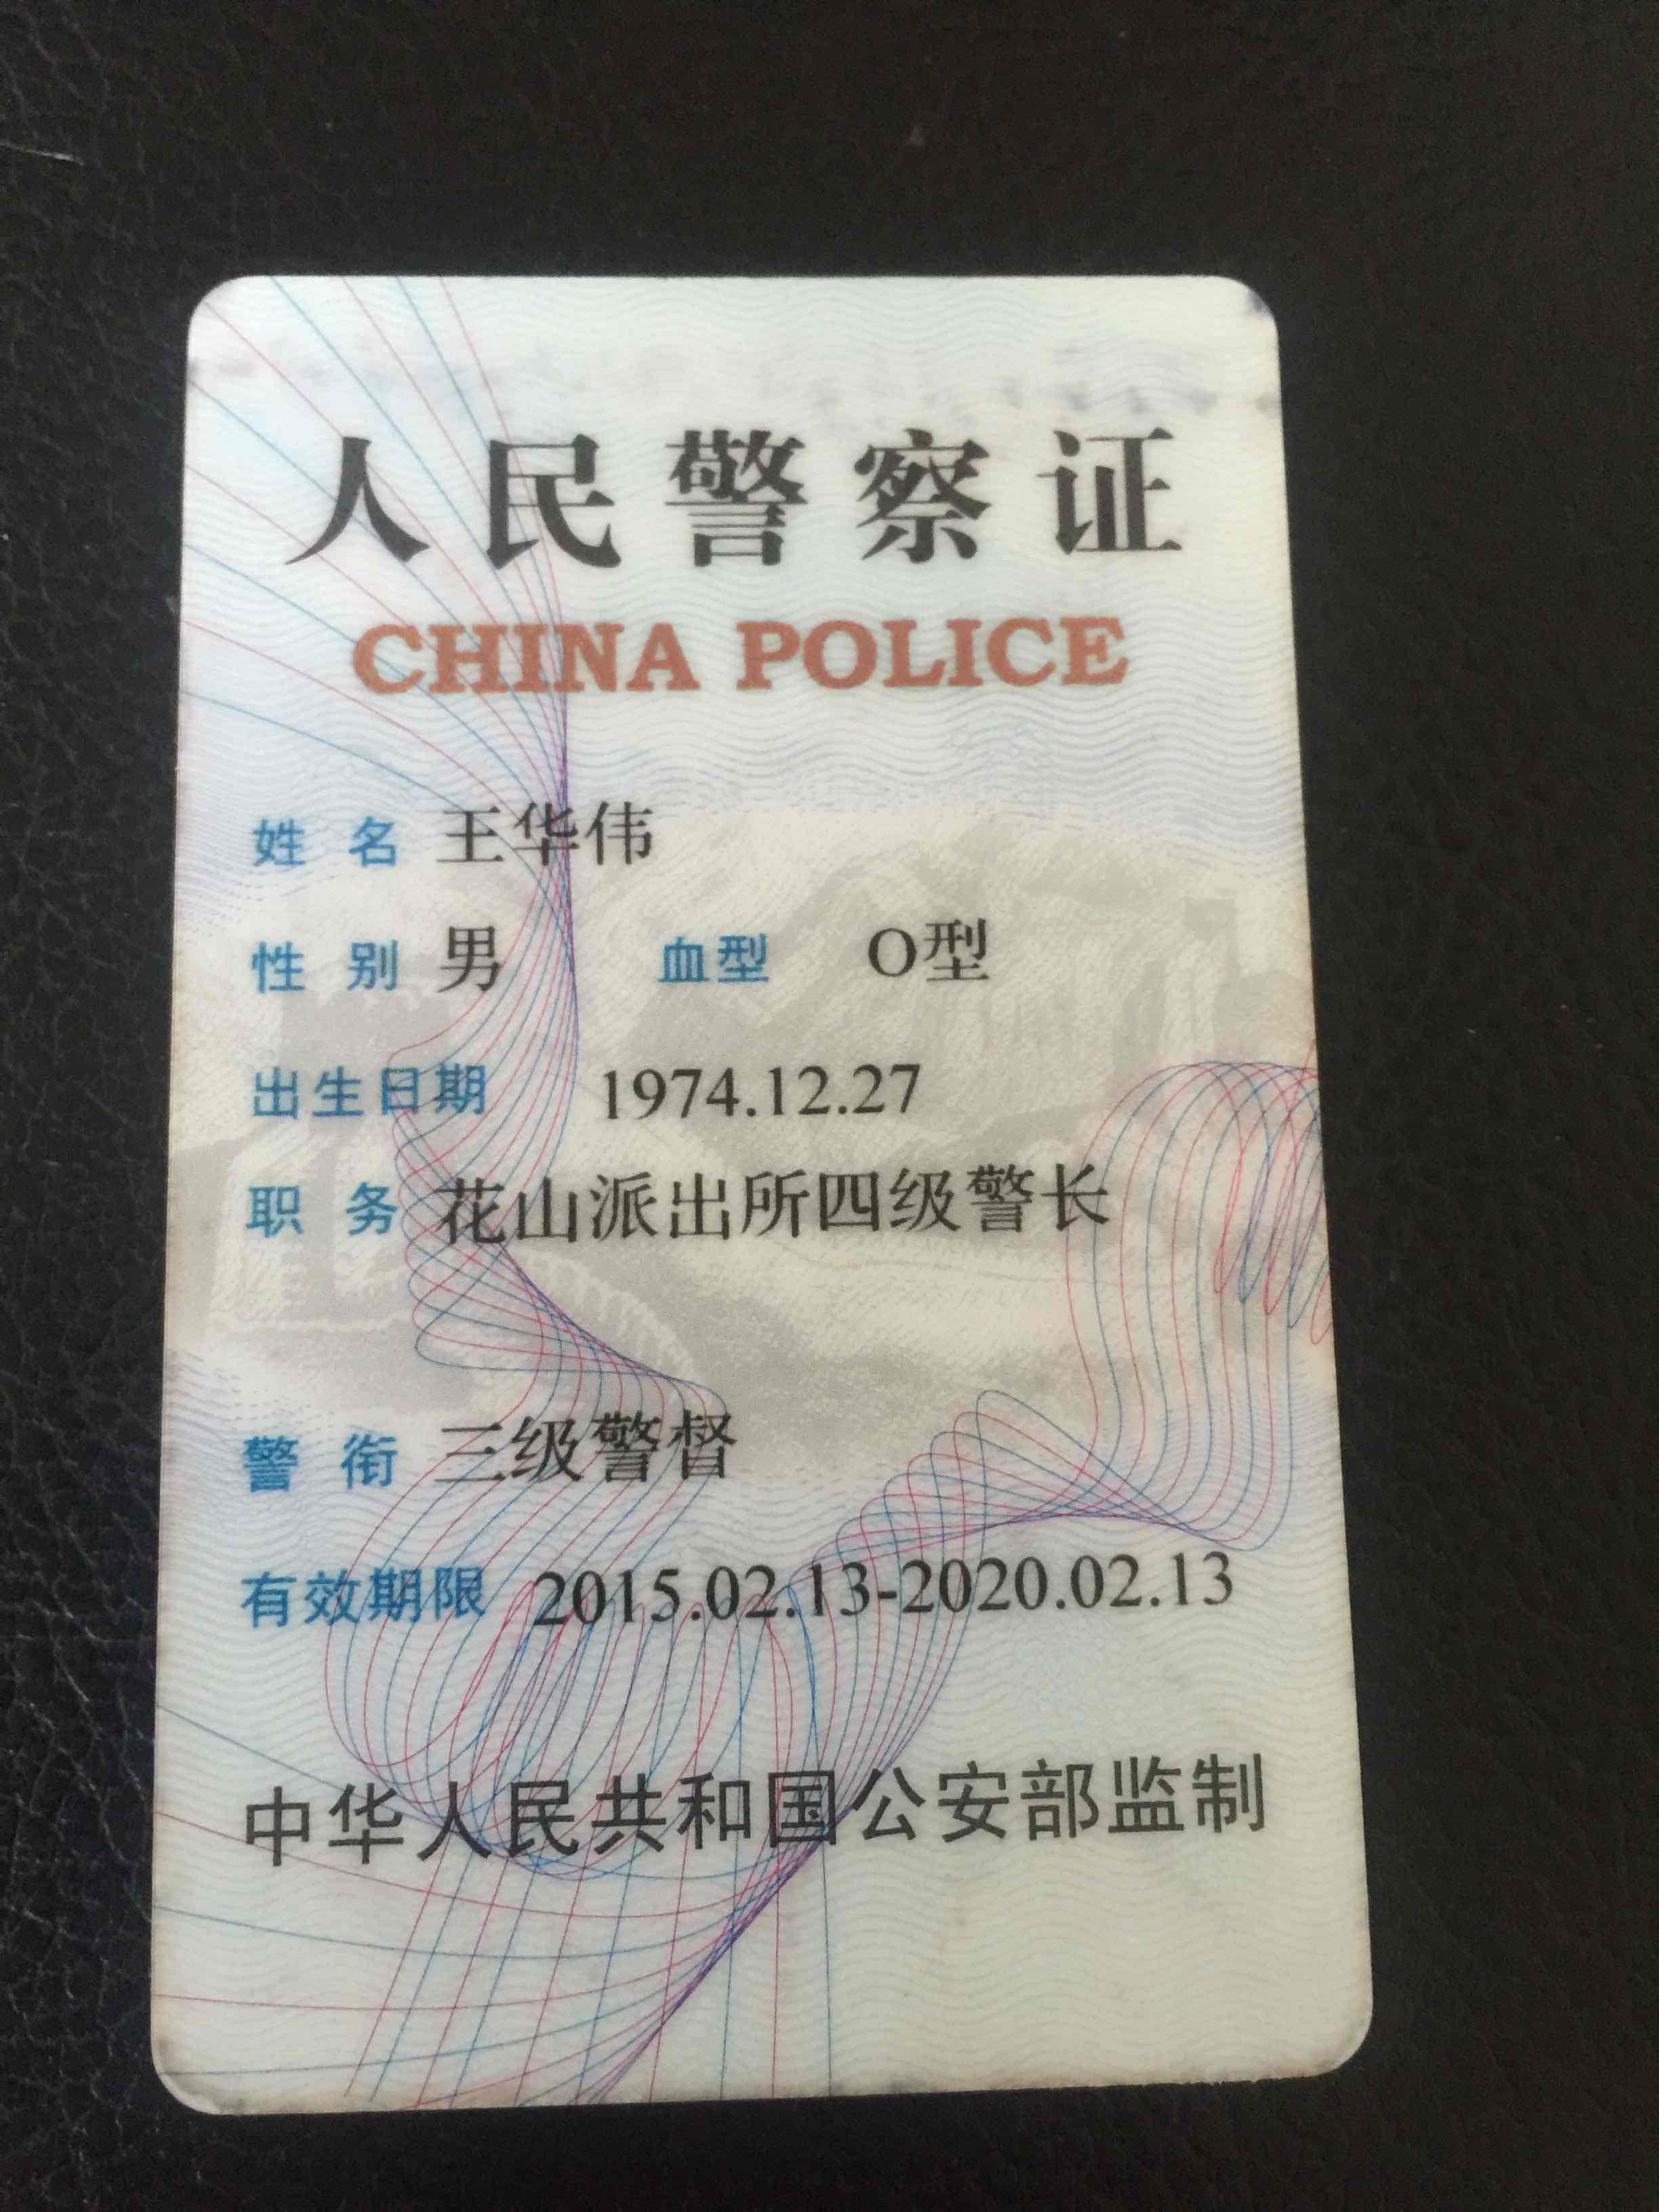 人民警察证
CHINA POLICE
姓 名 王华伟
性 别 男 血型 O型
出生日期 1974.12.27
职 务 花山派出所四级警长
警 衔 三级警督
有效期限 2015.02.13-2020.02.13
中华人民共和国公安部监制